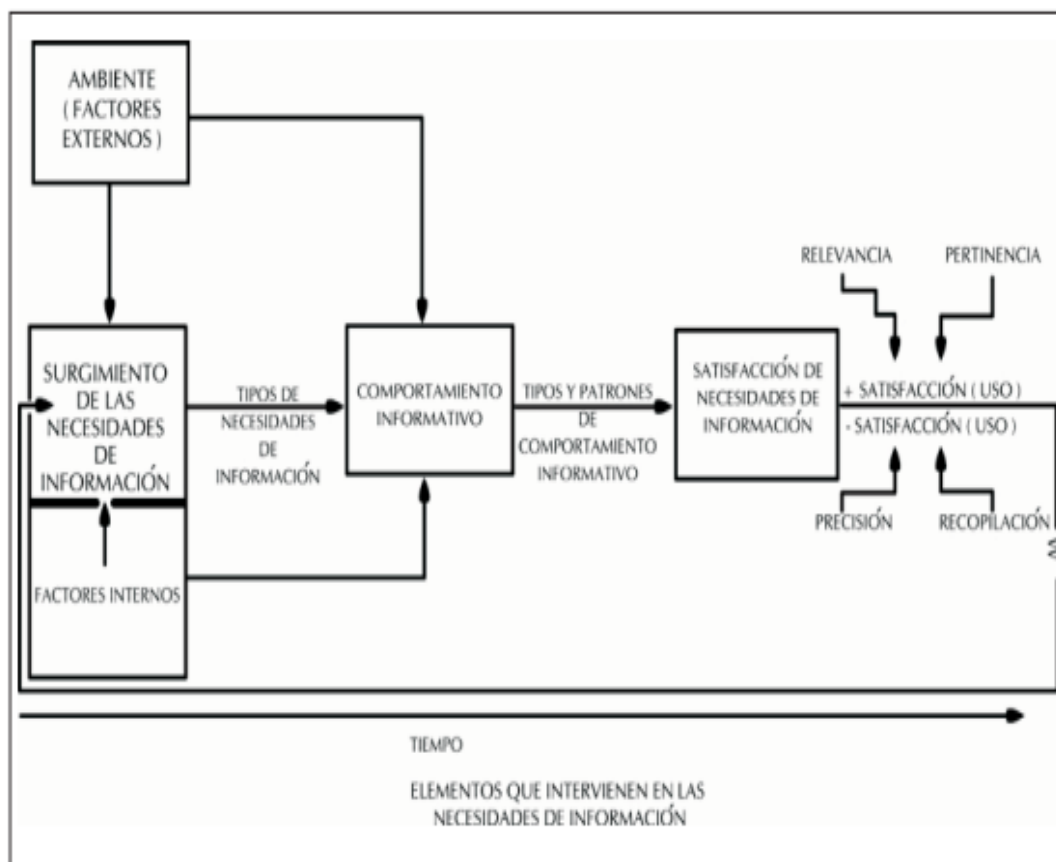 AMBIENTE
( FACTORES
EXTERNOS )
RELEVANCIA
PERTINENCIA
SURGIMIENTO
DE LAS
NECESIDADES
DE
INFORMACIÓN
TIPOS DE
NECESIDADES
DE
INFORMACIÓN
COMPORTAMIENTO
INFORMATIVO
TIPOS Y PATRONES
DE
COMPORTAMIENTO
INFORMATIVO
SATISFACCIÓN DE
NECESIDADES DE
INFORMACIÓN
+ SATISFACCIÓN ( USO )
- SATISFACCIÓN ( USO )
PRECISIÓN
RECOPILACIÓN
FACTORES INTERNOS
TIEMPO
ELEMENTOS QUE INTERVIENEN EN LAS
NECESIDADES DE INFORMACIÓN